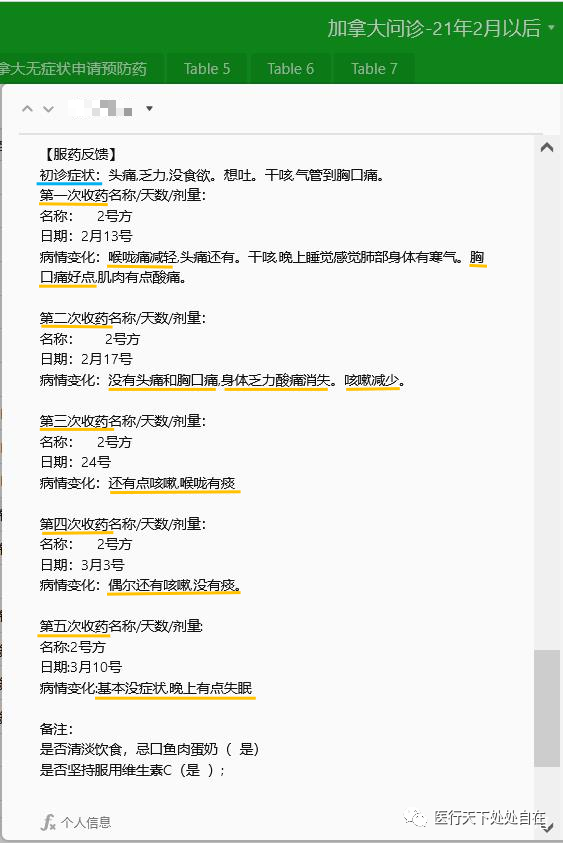 加拿大问诊-21年2月以后
拿大无症状申请预防药 Table 5 Table 6 Table 7
【服药反馈】
初诊症状：头痛,乏力,没食欲。想吐。干咳,气管到胸口痛。
第一次收药名称/天数/剂量:
名称： 2号方
日期：2月13号
病情变化：喉咙痛减轻,头痛还有。干咳,晚上睡觉感觉肺部身体有寒气。胸
口痛好点,肌肉有点酸痛。
第二次收药名称/天数/剂量:
名称： 2号方
日期：2月17号
病情变化：没有头痛和胸口痛,身体乏力酸痛消失。咳嗽减少。
第三次收药名称/天数/剂量:
名称： 2号方
日期：24号
病情变化：还有点咳嗽,喉咙有痰
第四次收药名称/天数/剂量:
名称： 2号方
日期：3月3号
病情变化：偶尔还有咳嗽,没有痰。
第五次收药名称/天数/剂量:
名称:2号方
日期:3月10号
病情变化:基本没症状,晚上有点失眠
备注：
是否清淡饮食，忌口鱼肉蛋奶（ 是）
是否坚持服用维生素C（是 ）;
fx 个人信息
医行天下处处自在